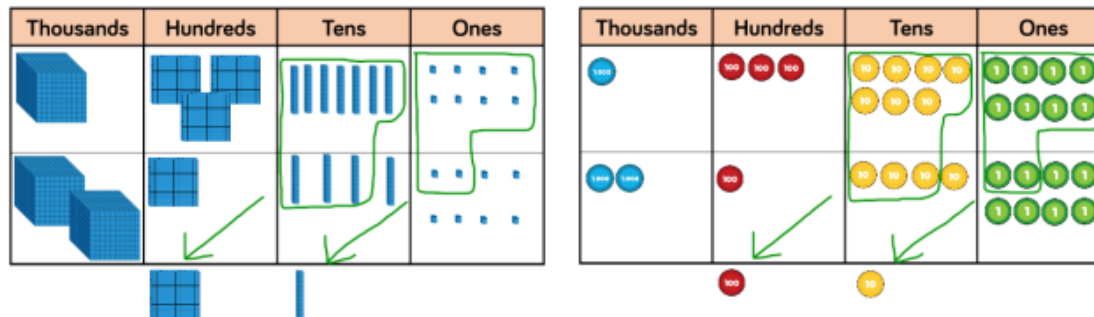 Thousands Hundreds Tens Ones Thousands Hundreds Tens Ones
1000 100 100 100 10 10 10 10 1 1 1 1
10 10 10 1 1 1 1
1000 1000 100 10 10 10 10 1 1 1 1
1 1 1 1
100 10